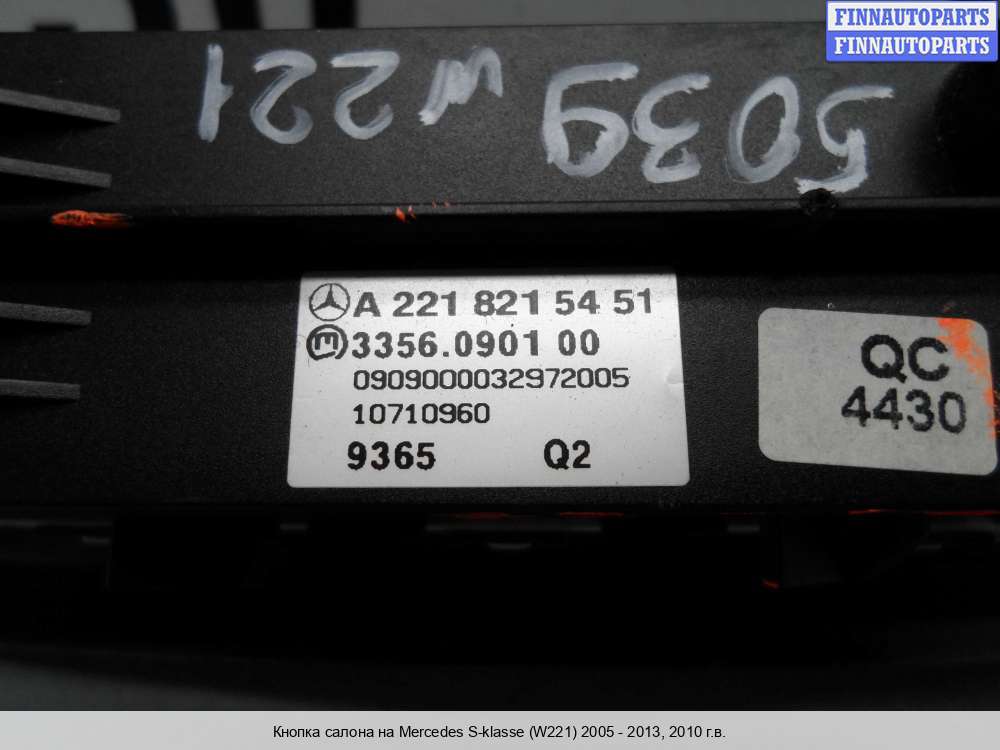 FINNAUTOPARTS
FINNAUTOPARTS
5039 W221
A 221 821 54 51
3356.0901 00
0909000032972005
10710960
9365 Q2
QC
4430
Кнопка салона на Mercedes S-klasse (W221) 2005 - 2013, 2010 г.в.